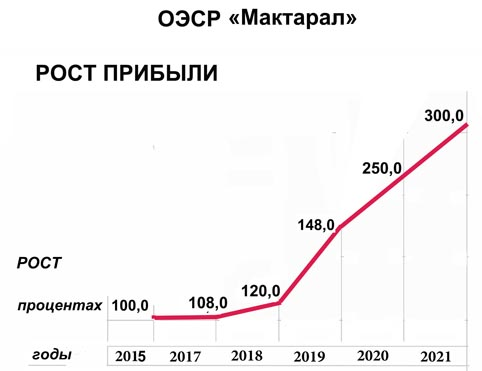 ОЭСР «Мактарал»
РОСТ ПРИБЫЛИ
300,0
250,0
148,0
120,0
108,0
100,0
РОСТ
процентах
годы 2015 2017 2018 2019 2020 2021